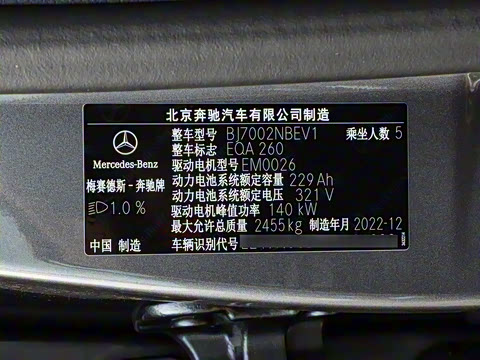 北京奔驰汽车有限公司制造
整车型号 BJ7002NBEV1 乘坐人数 5
整车标志 EQA 260
驱动电机型号 EM0026
动力电池系统额定容量 229 Ah
动力电池系统额定电压 321 V
驱动电机峰值功率 140 kW
最大允许总质量 2455 kg 制造年月 2022-12
车辆识别代号
Mercedes-Benz
梅赛德斯-奔驰牌
1.0 %
中国 制造